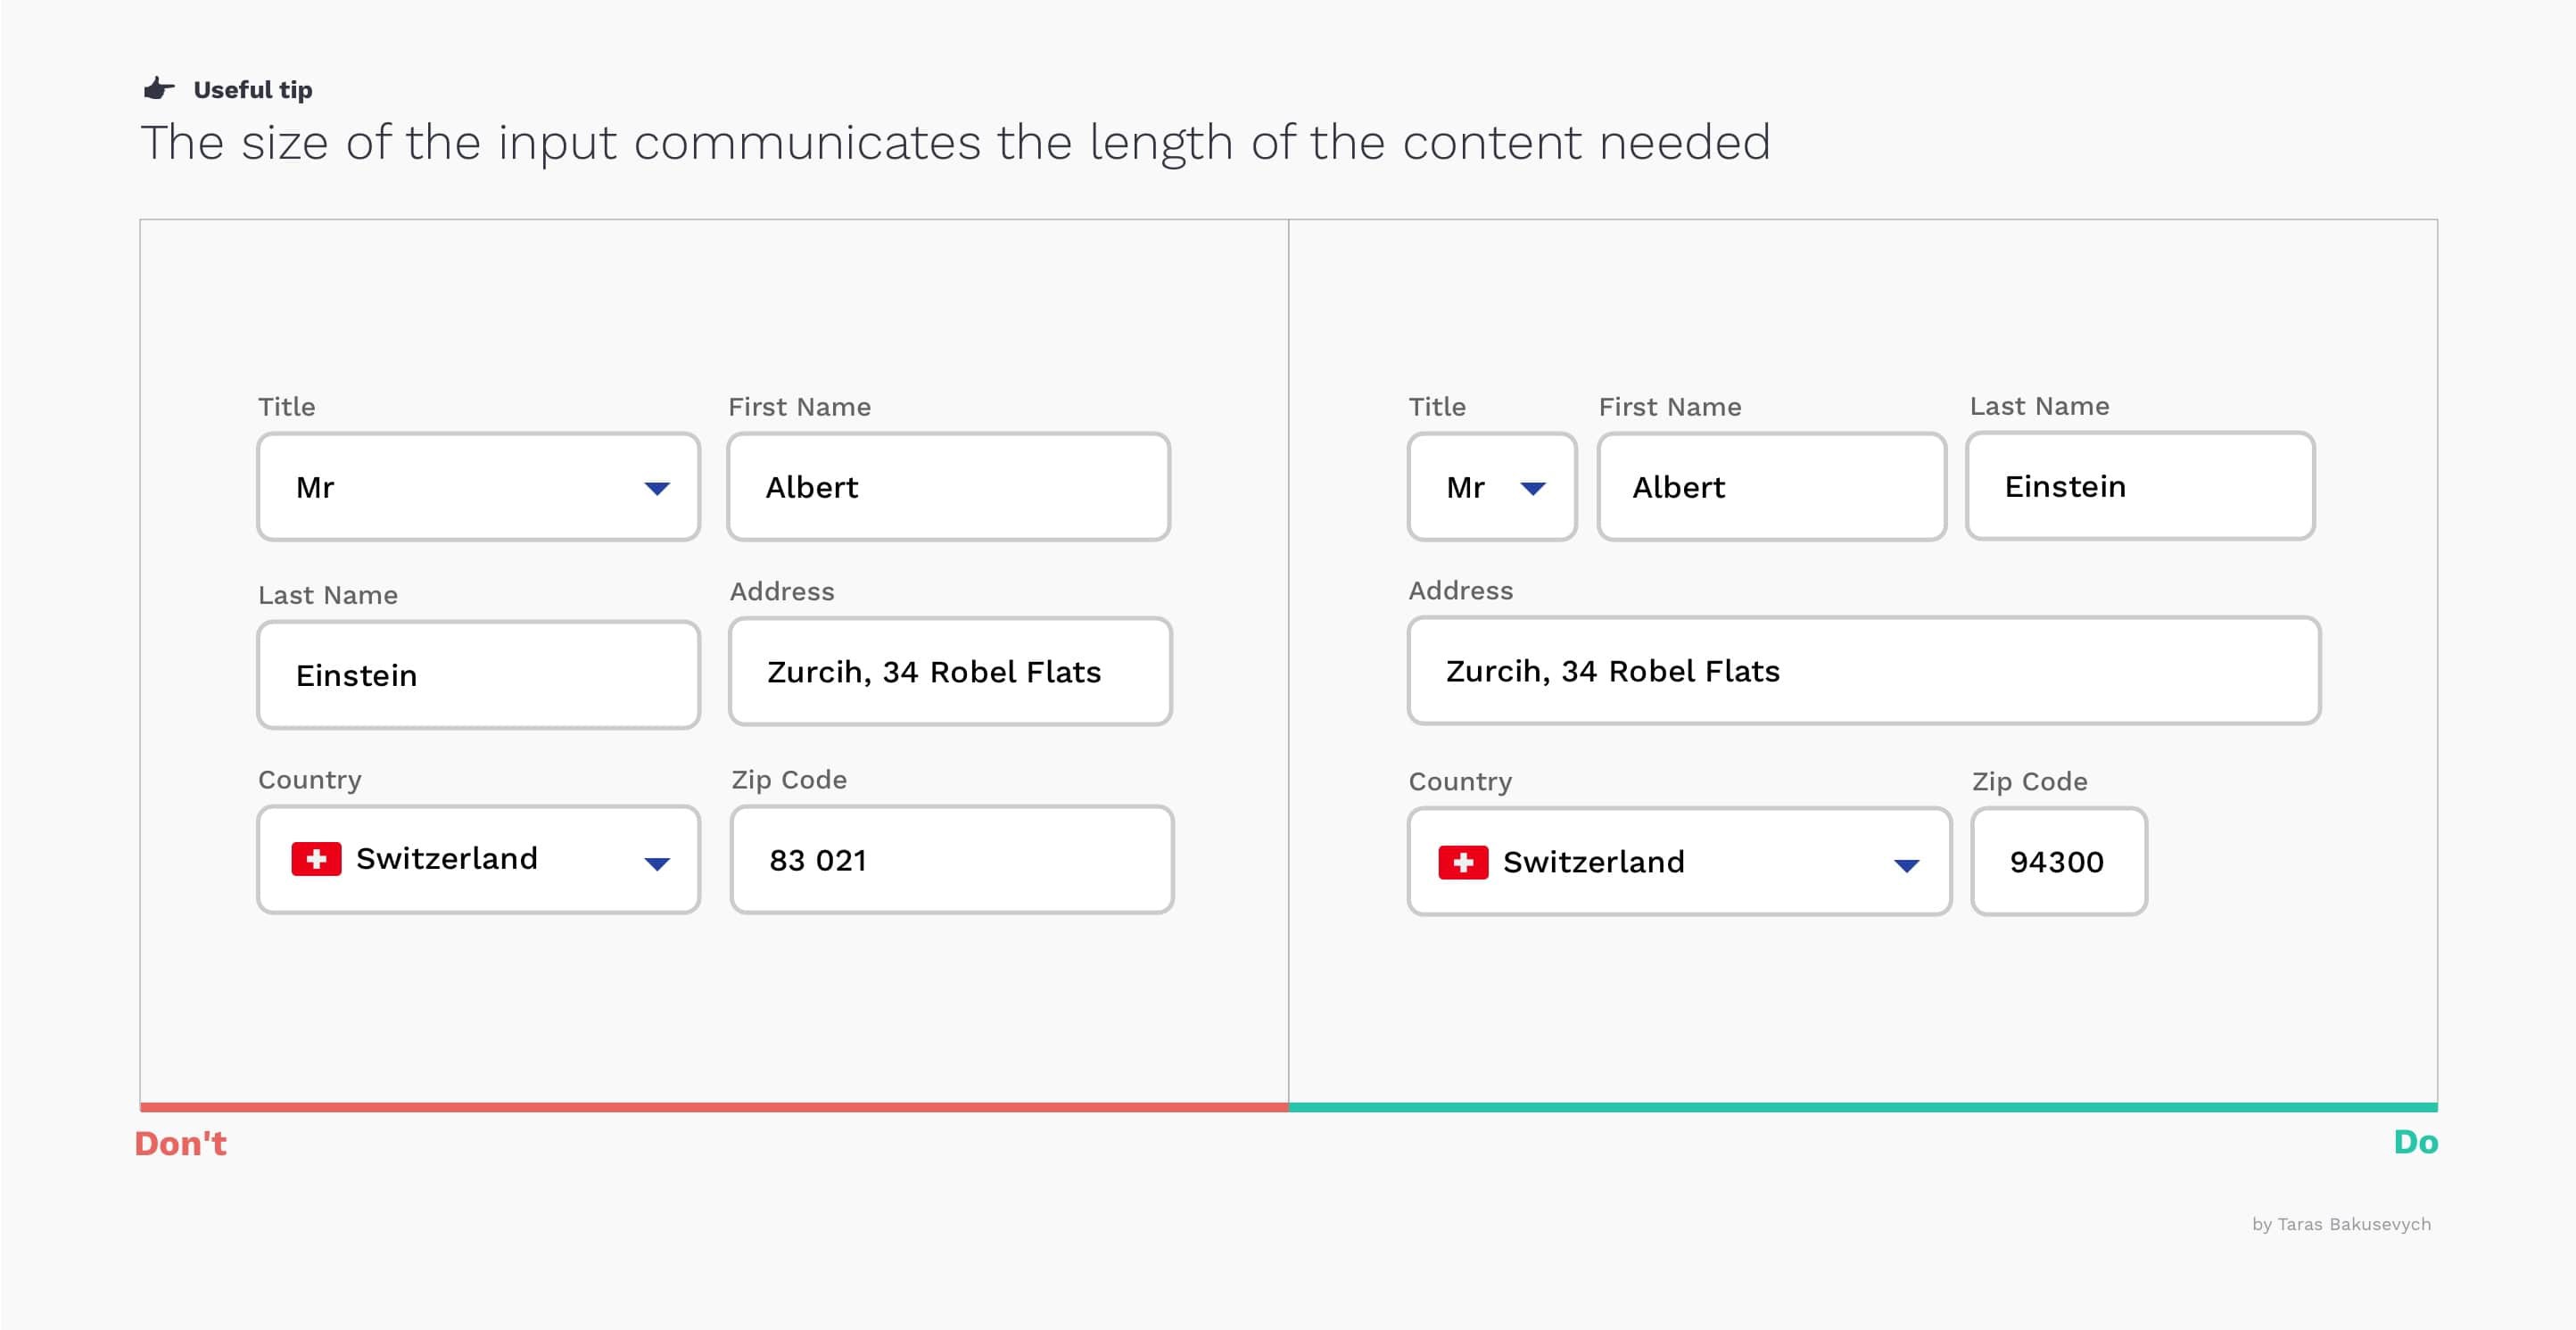 Useful tip
The size of the input communicates the length of the content needed
Title First Name
Mr Albert
Last Name Address
Einstein Zurcih, 34 Robel Flats
Country Zip Code
Switzerland 83 021
Don't
Title First Name Last Name
Mr Albert Einstein
Address
Zurcih, 34 Robel Flats
Country Zip Code
Switzerland 94300
Do
by Taras Bakusevych